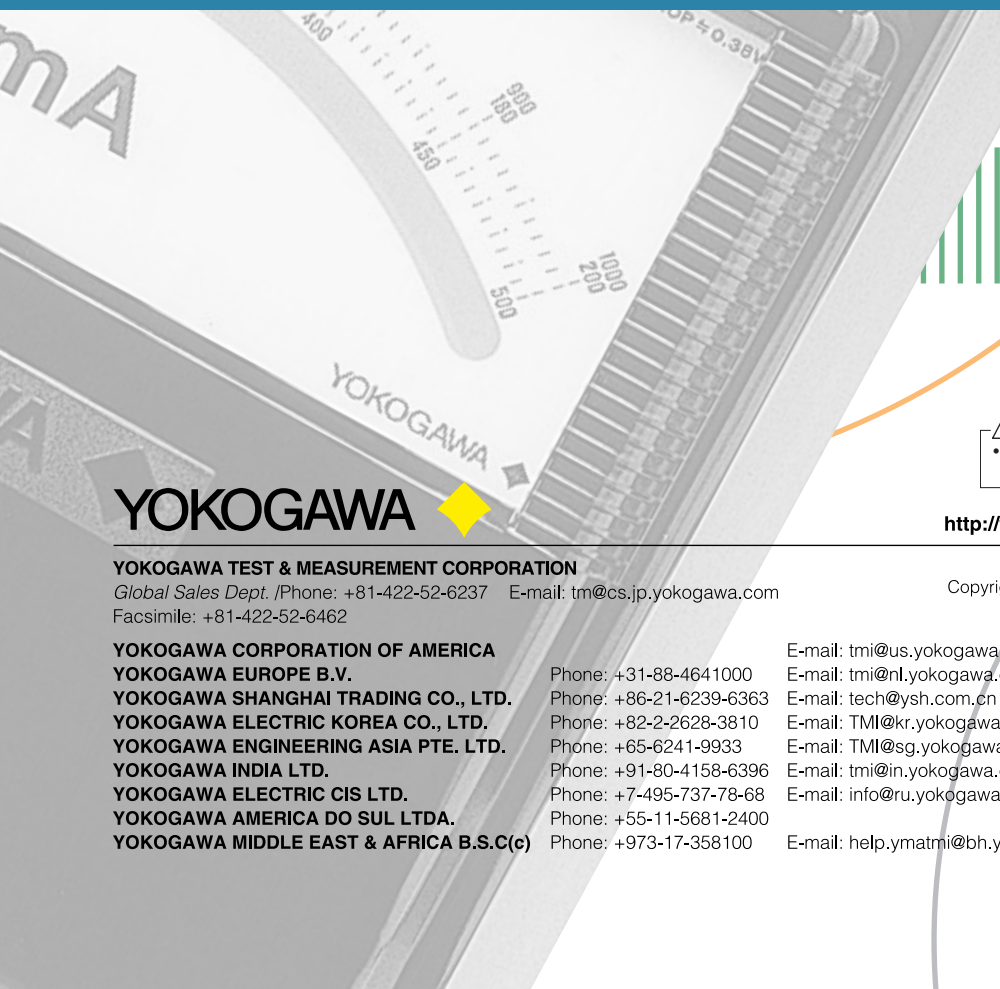 mA
400
450
500
900
180
1000
200
0.38V
YOKOGAWA
YOKOGAWA
YOKOGAWA TEST & MEASUREMENT CORPORATION
Global Sales Dept. /Phone: +81-422-52-6237 E-mail: tm@cs.jp.yokogawa.com
Facsimile: +81-422-52-6462
http://
Copyri
YOKOGAWA CORPORATION OF AMERICA E-mail: tmi@us.yokogawa
YOKOGAWA EUROPE B.V. Phone: +31-88-4641000 E-mail: tmi@nl.yokogawa.
YOKOGAWA SHANGHAI TRADING CO., LTD. Phone: +86-21-6239-6363 E-mail: tech@ysh.com.cn
YOKOGAWA ELECTRIC KOREA CO., LTD. Phone: +82-2-2628-3810 E-mail: TMI@kr.yokogawa
YOKOGAWA ENGINEERING ASIA PTE. LTD. Phone: +65-6241-9933 E-mail: TMI@sg.yokogawa
YOKOGAWA INDIA LTD. Phone: +91-80-4158-6396 E-mail: tmi@in.yokogawa.
YOKOGAWA ELECTRIC CIS LTD. Phone: +7-495-737-78-68 E-mail: info@ru.yokogawa
YOKOGAWA AMERICA DO SUL LTDA. Phone: +55-11-5681-2400
YOKOGAWA MIDDLE EAST & AFRICA B.S.C(c) Phone: +973-17-358100 E-mail: help.ymatmi@bh.y